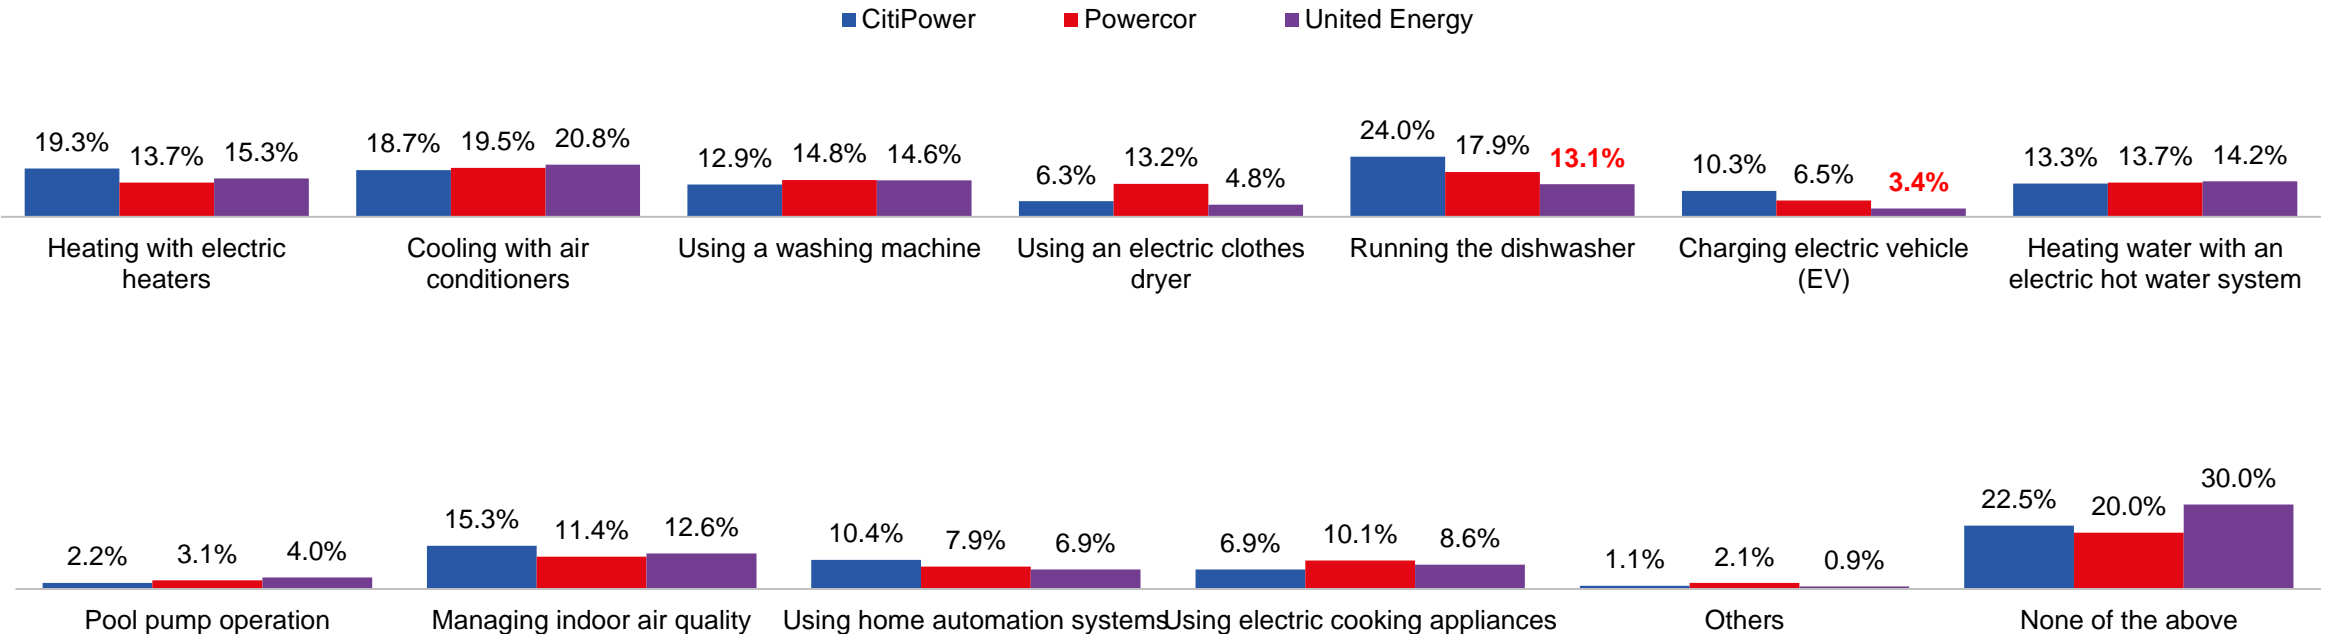 CitiPower Powercor United Energy
19.3% 13.7% 15.3% 18.7% 19.5% 20.8% 12.9% 14.8% 14.6% 6.3% 13.2% 4.8% 24.0% 17.9% 13.1% 10.3% 6.5% 3.4% 13.3% 13.7% 14.2%
Heating with electric
heaters
Cooling with air
conditioners
Using a washing machine
Using an electric clothes
dryer
Running the dishwasher
Charging electric vehicle
(EV)
Heating water with an
electric hot water system
2.2% 3.1% 4.0% 15.3% 11.4% 12.6% 10.4% 7.9% 6.9% 6.9% 10.1% 8.6% 1.1% 2.1% 0.9% 22.5% 20.0% 30.0%
Pool pump operation
Managing indoor air quality
Using home automation systems
Using electric cooking appliances
Others
None of the above